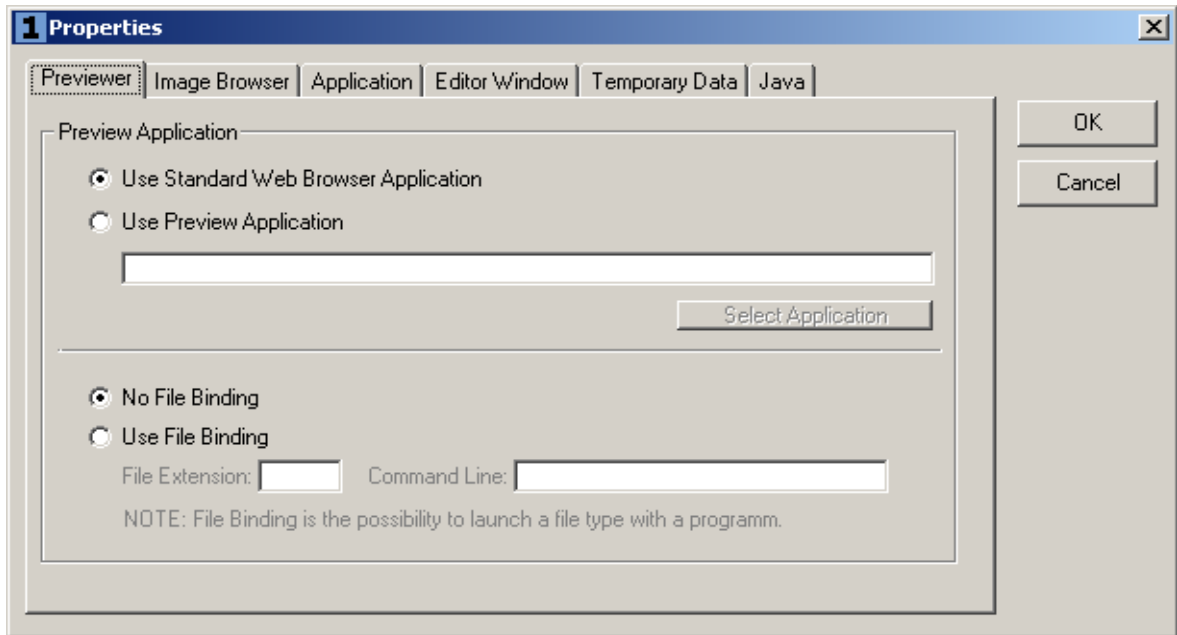 1 Properties
Previewer Image Browser Application Editor Window Temporary Data Java
OK
Cancel
Preview Application
Use Standard Web Browser Application
Use Preview Application
Select Application
No File Binding
Use File Binding
File Extension: Command Line:
NOTE: File Binding is the possibility to launch a file type with a programm.